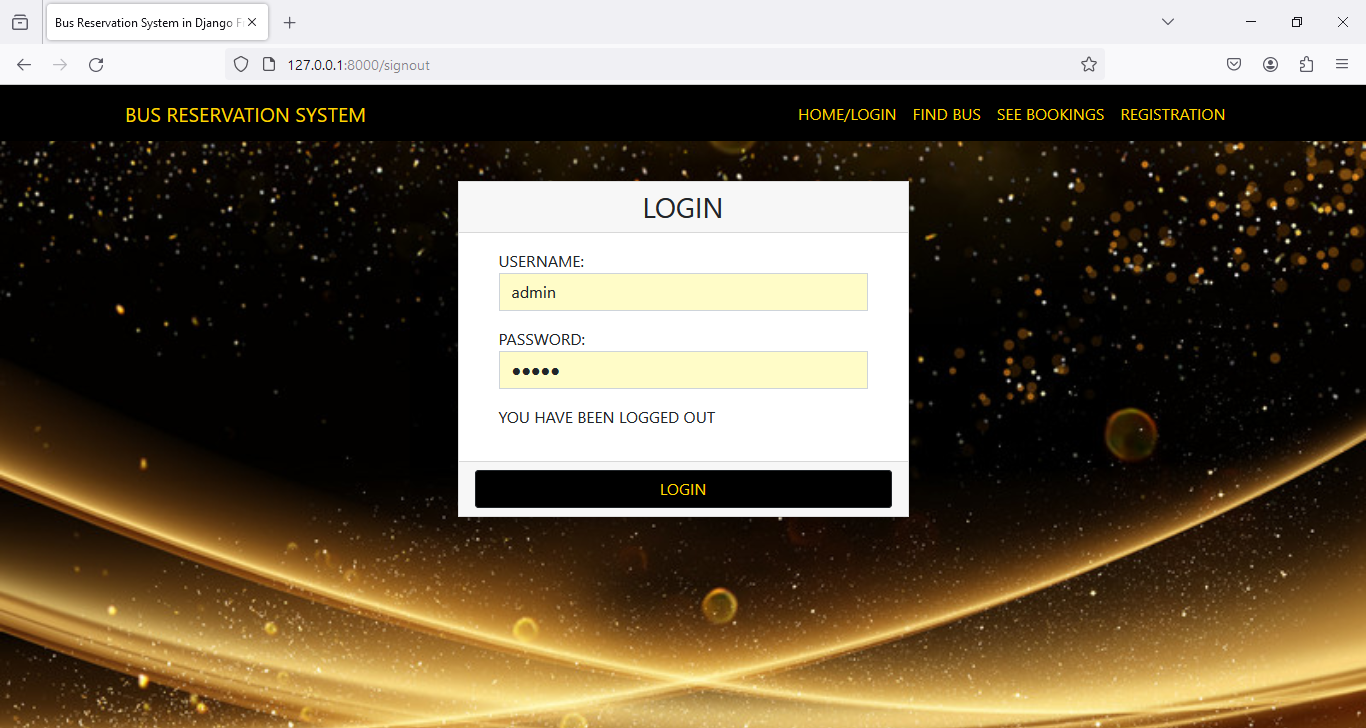 Bus Reservation System in Django F
127.0.0.1:8000/signout
BUS RESERVATION SYSTEM
HOME/LOGIN FIND BUS SEE BOOKINGS REGISTRATION
LOGIN
USERNAME:
admin
PASSWORD:
●●●●●
YOU HAVE BEEN LOGGED OUT
LOGIN